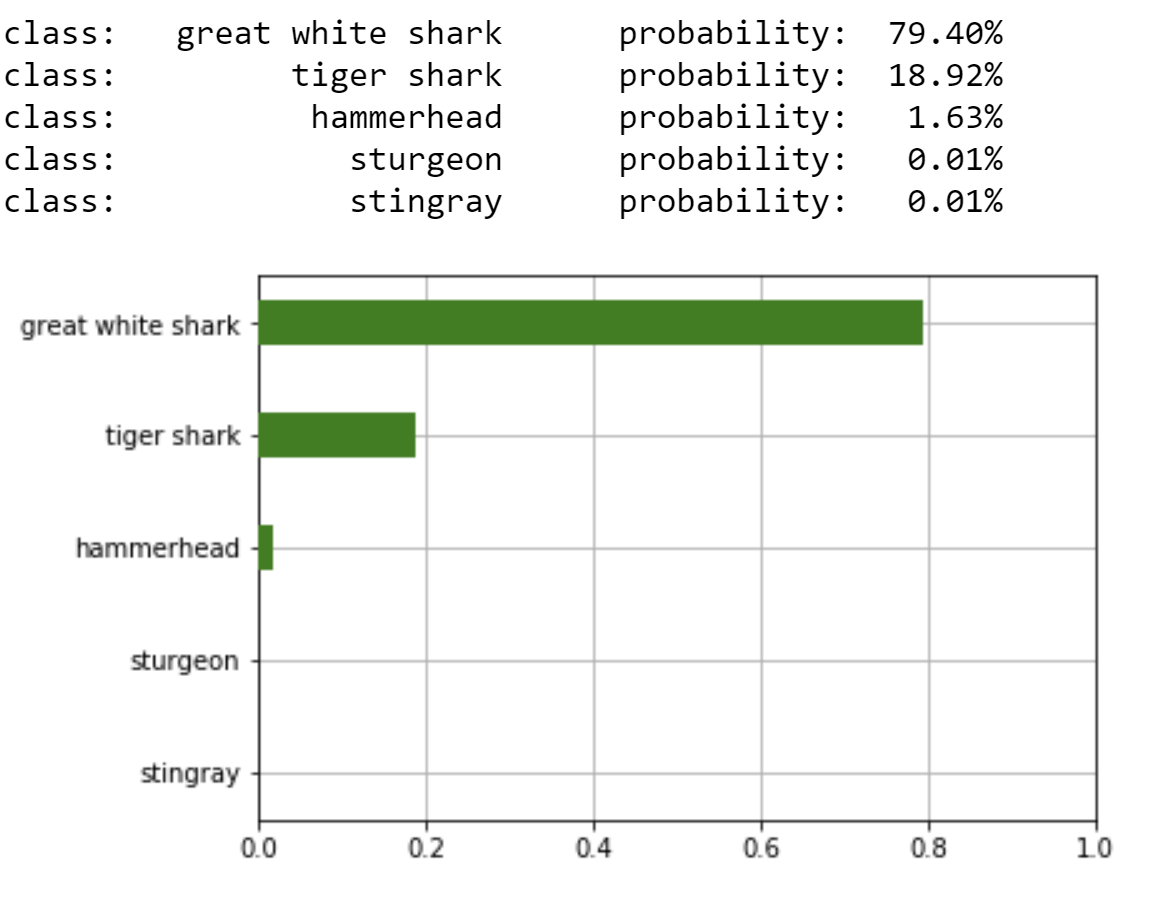 class: great white shark probability: 79.40%
class: tiger shark probability: 18.92%
class: hammerhead probability: 1.63%
class: sturgeon probability: 0.01%
class: stingray probability: 0.01%
great white shark
tiger shark
hammerhead
sturgeon
stingray
0.0 0.2 0.4 0.6 0.8 1.0